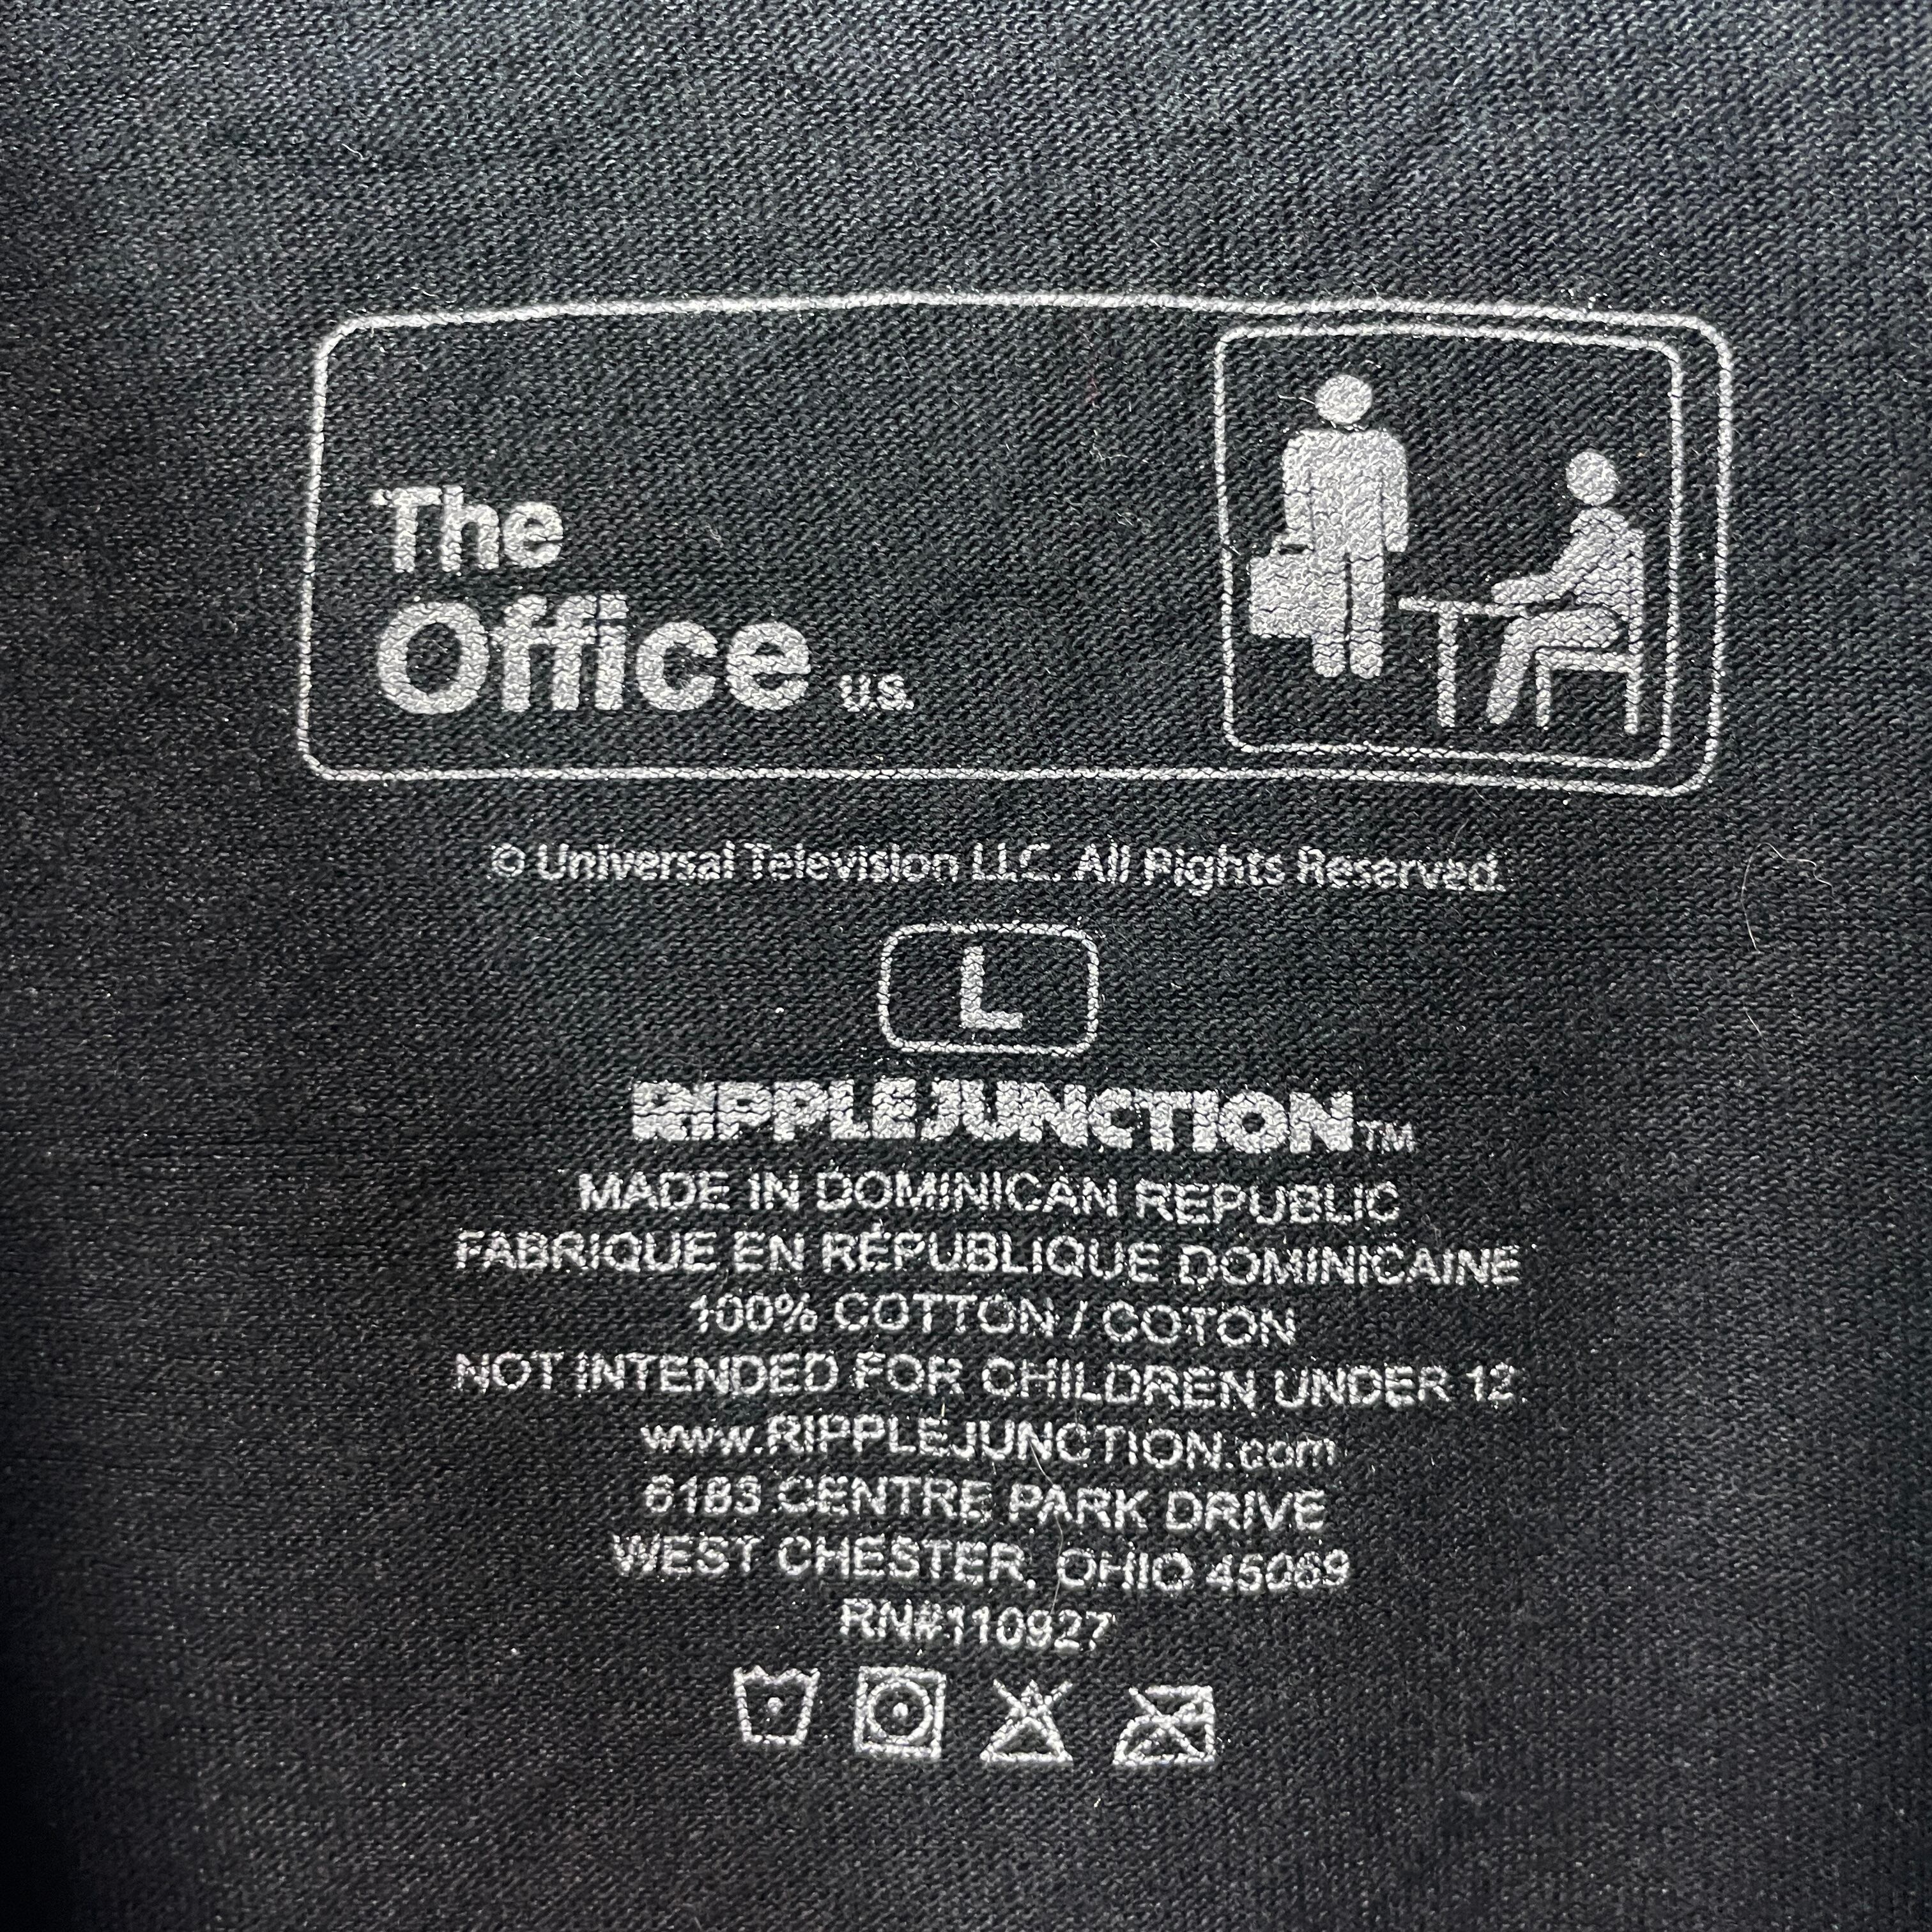 The
Office U.S.
© Universal Television LLC. All Rights Reserved.
L
RIPPLE JUNCTION™
MADE IN DOMINICAN REPUBLIC
FABRIQUE EN RÉPUBLIQUE DOMINICAINE
100% COTTON / COTON
NOT INTENDED FOR CHILDREN UNDER 12
www.RIPPLEJUNCTION.com
6183 CENTRE PARK DRIVE
WEST CHESTER, OHIO 45069
RN#110927